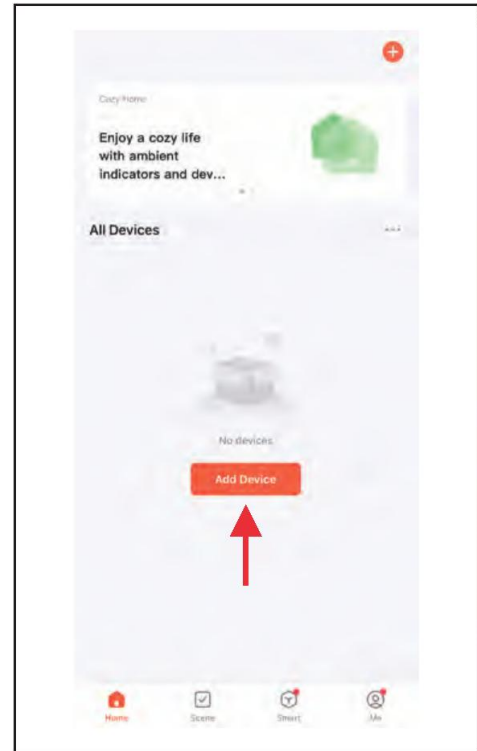 Cozy home
Enjoy a cozy life
with ambient
indicators and dev...
All Devices
No devices
Add Device
Home
Scene
Smart
Me